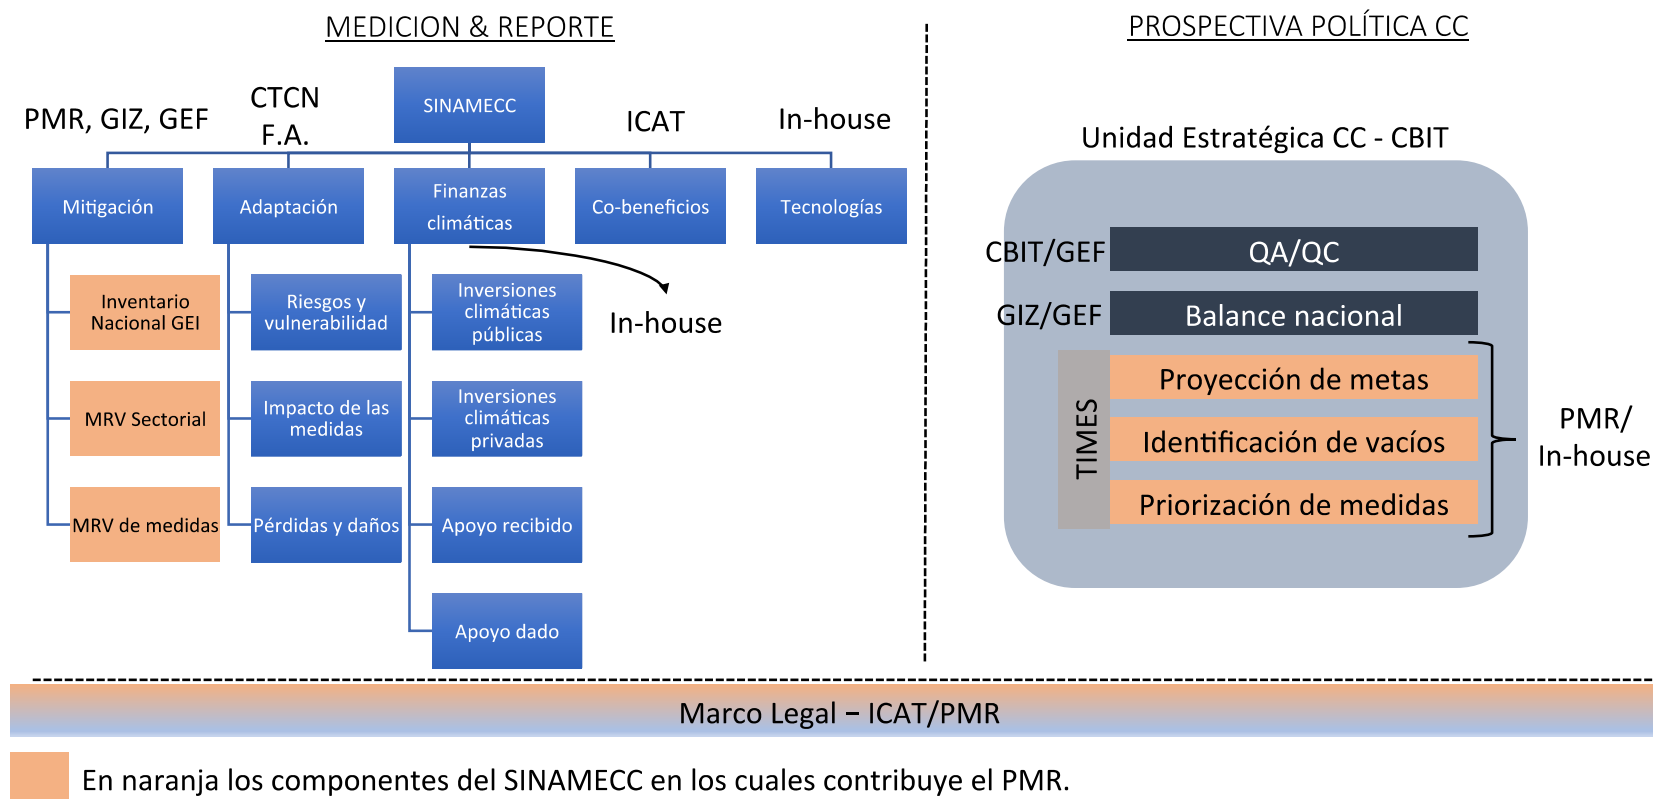 MEDICION & REPORTE
PMR, GIZ, GEF
CTCN
F.A.
SINAMECC
ICAT
In-house
Mitigación
Adaptación
Finanzas
climáticas
Co-beneficios
Tecnologías
Inventario
Nacional GEI
MRV Sectorial
MRV de medidas
Riesgos y
vulnerabilidad
Impacto de las
medidas
Pérdidas y daños
Inversiones
climáticas
públicas
Inversiones
climáticas
privadas
Apoyo recibido
Apoyo dado
In-house
PROSPECTIVA POLÍTICA CC
Unidad Estratégica CC - CBIT
CBIT/GEF
QA/QC
GIZ/GEF
Balance nacional
TIMES
Proyección de metas
Identificación de vacíos
Priorización de medidas
PMR/
In-house
Marco Legal – ICAT/PMR
En naranja los componentes del SINAMECC en los cuales contribuye el PMR.